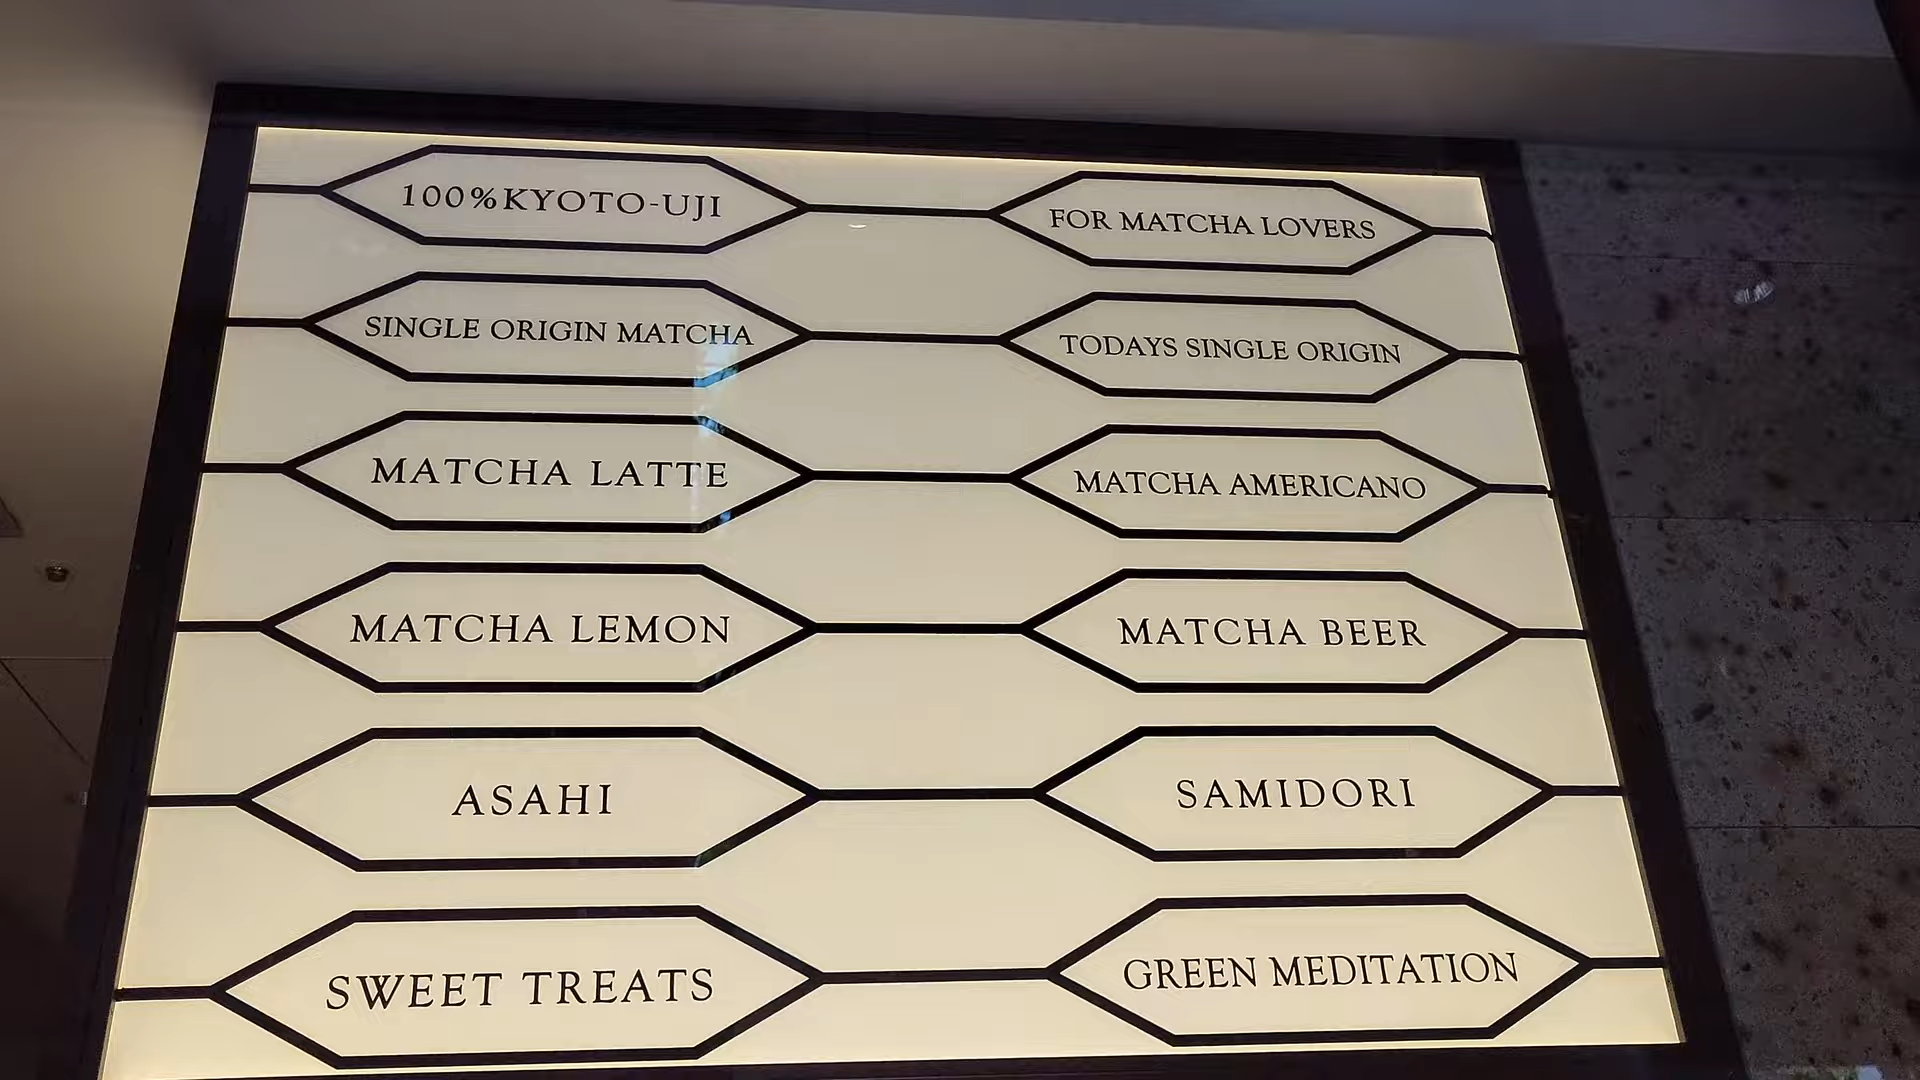 100%KYOTO-UJI
FOR MATCHA LOVERS
SINGLE ORIGIN MATCHA
TODAYS SINGLE ORIGIN
MATCHA LATTE
MATCHA AMERICANO
MATCHA LEMON
MATCHA BEER
ASAHI
SAMIDORI
SWEET TREATS
GREEN MEDITATION